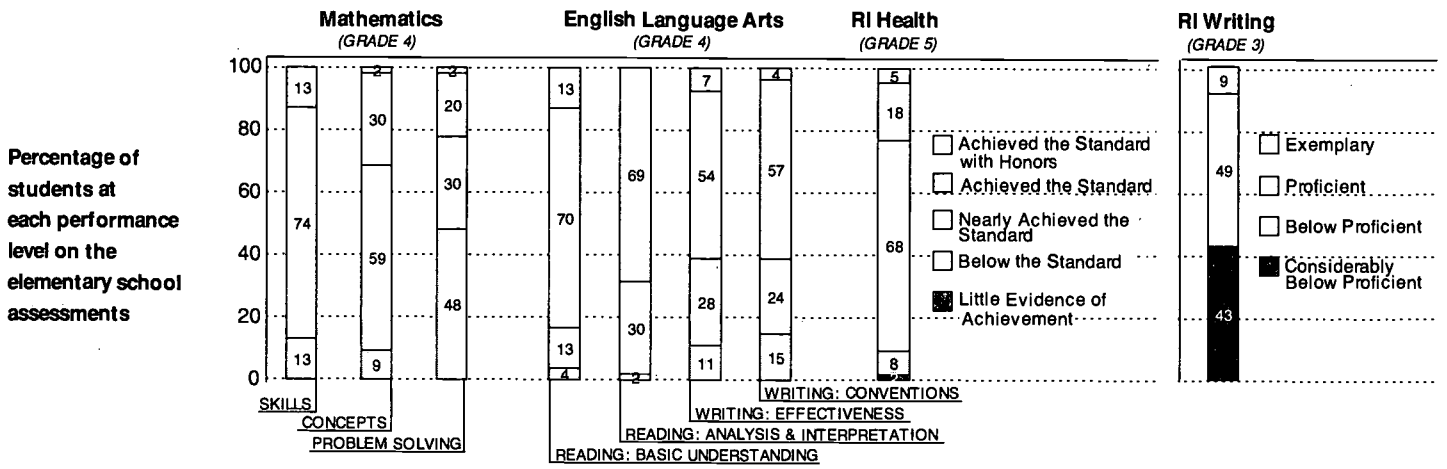 Mathematics
(GRADE 4)
English Language Arts
(GRADE 4)
RI Health
(GRADE 5)
RI Writing
(GRADE 3)
Percentage of
students at
each performance
level on the
elementary school
assessments
100
80
60
40
20
0
13
74
13
2
30
59
9
2
20
30
48
13
70
13
4
69
30
2
7
54
28
11
4
57
24
15
5
18
68
8
2
Achieved the Standard
with Honors
Achieved the Standard
Nearly Achieved the
Standard
Below the Standard
Little Evidence of
Achievement
9
49
43
Exemplary
Proficient
Below Proficient
Considerably
Below Proficient
SKILLS
CONCEPTS
PROBLEM SOLVING
WRITING: CONVENTIONS
WRITING: EFFECTIVENESS
READING: ANALYSIS & INTERPRETATION
READING: BASIC UNDERSTANDING